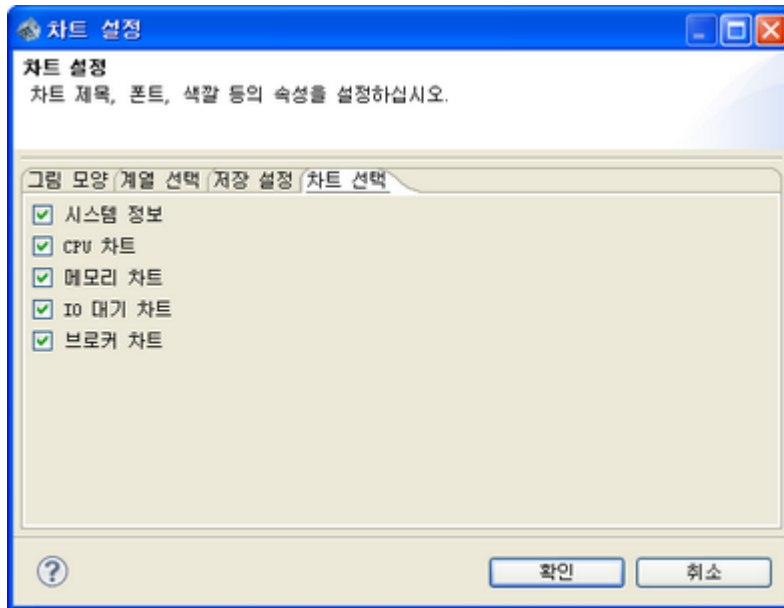 차트 설정
차트 설정
차트 제목, 폰트, 색깔 등의 속성을 설정하십시오.
그림 모양 계열 선택 저장 설정 차트 선택
시스템 정보
CPU 차트
메모리 차트
IO 대기 차트
브로커 차트
?
확인 취소